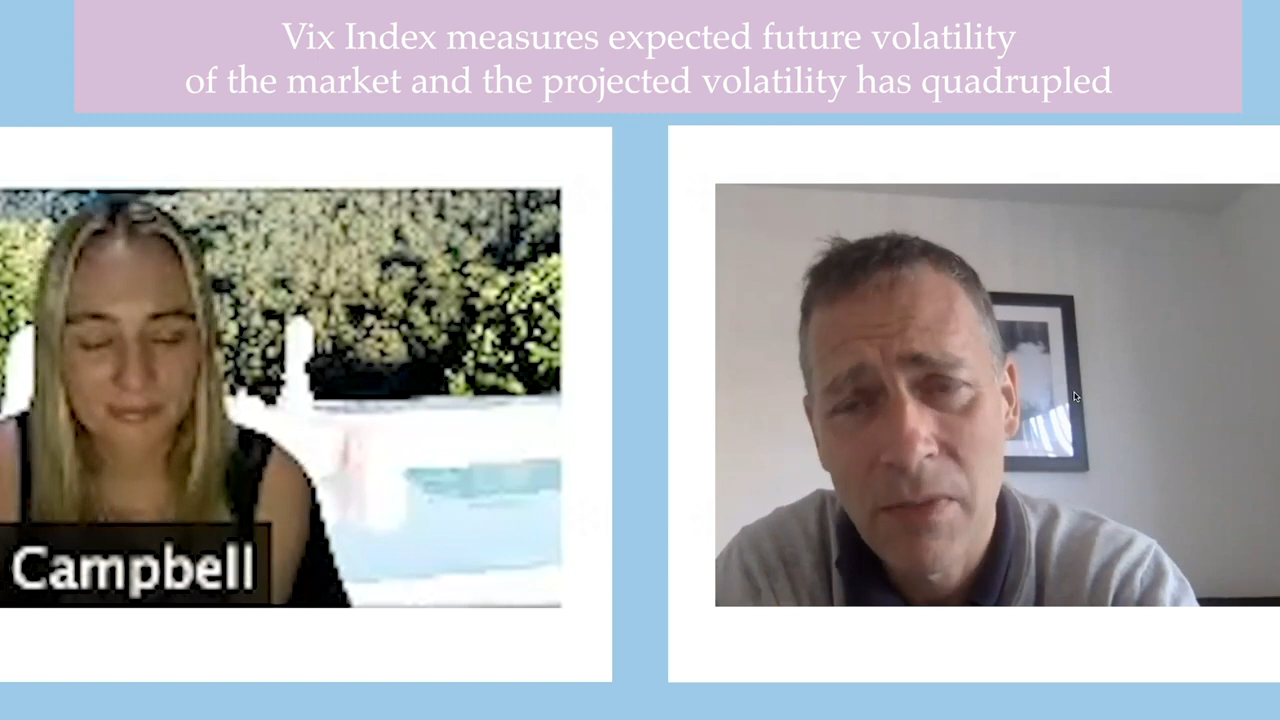 Vix Index measures expected future volatility
of the market and the projected volatility has quadrupled
Campbell